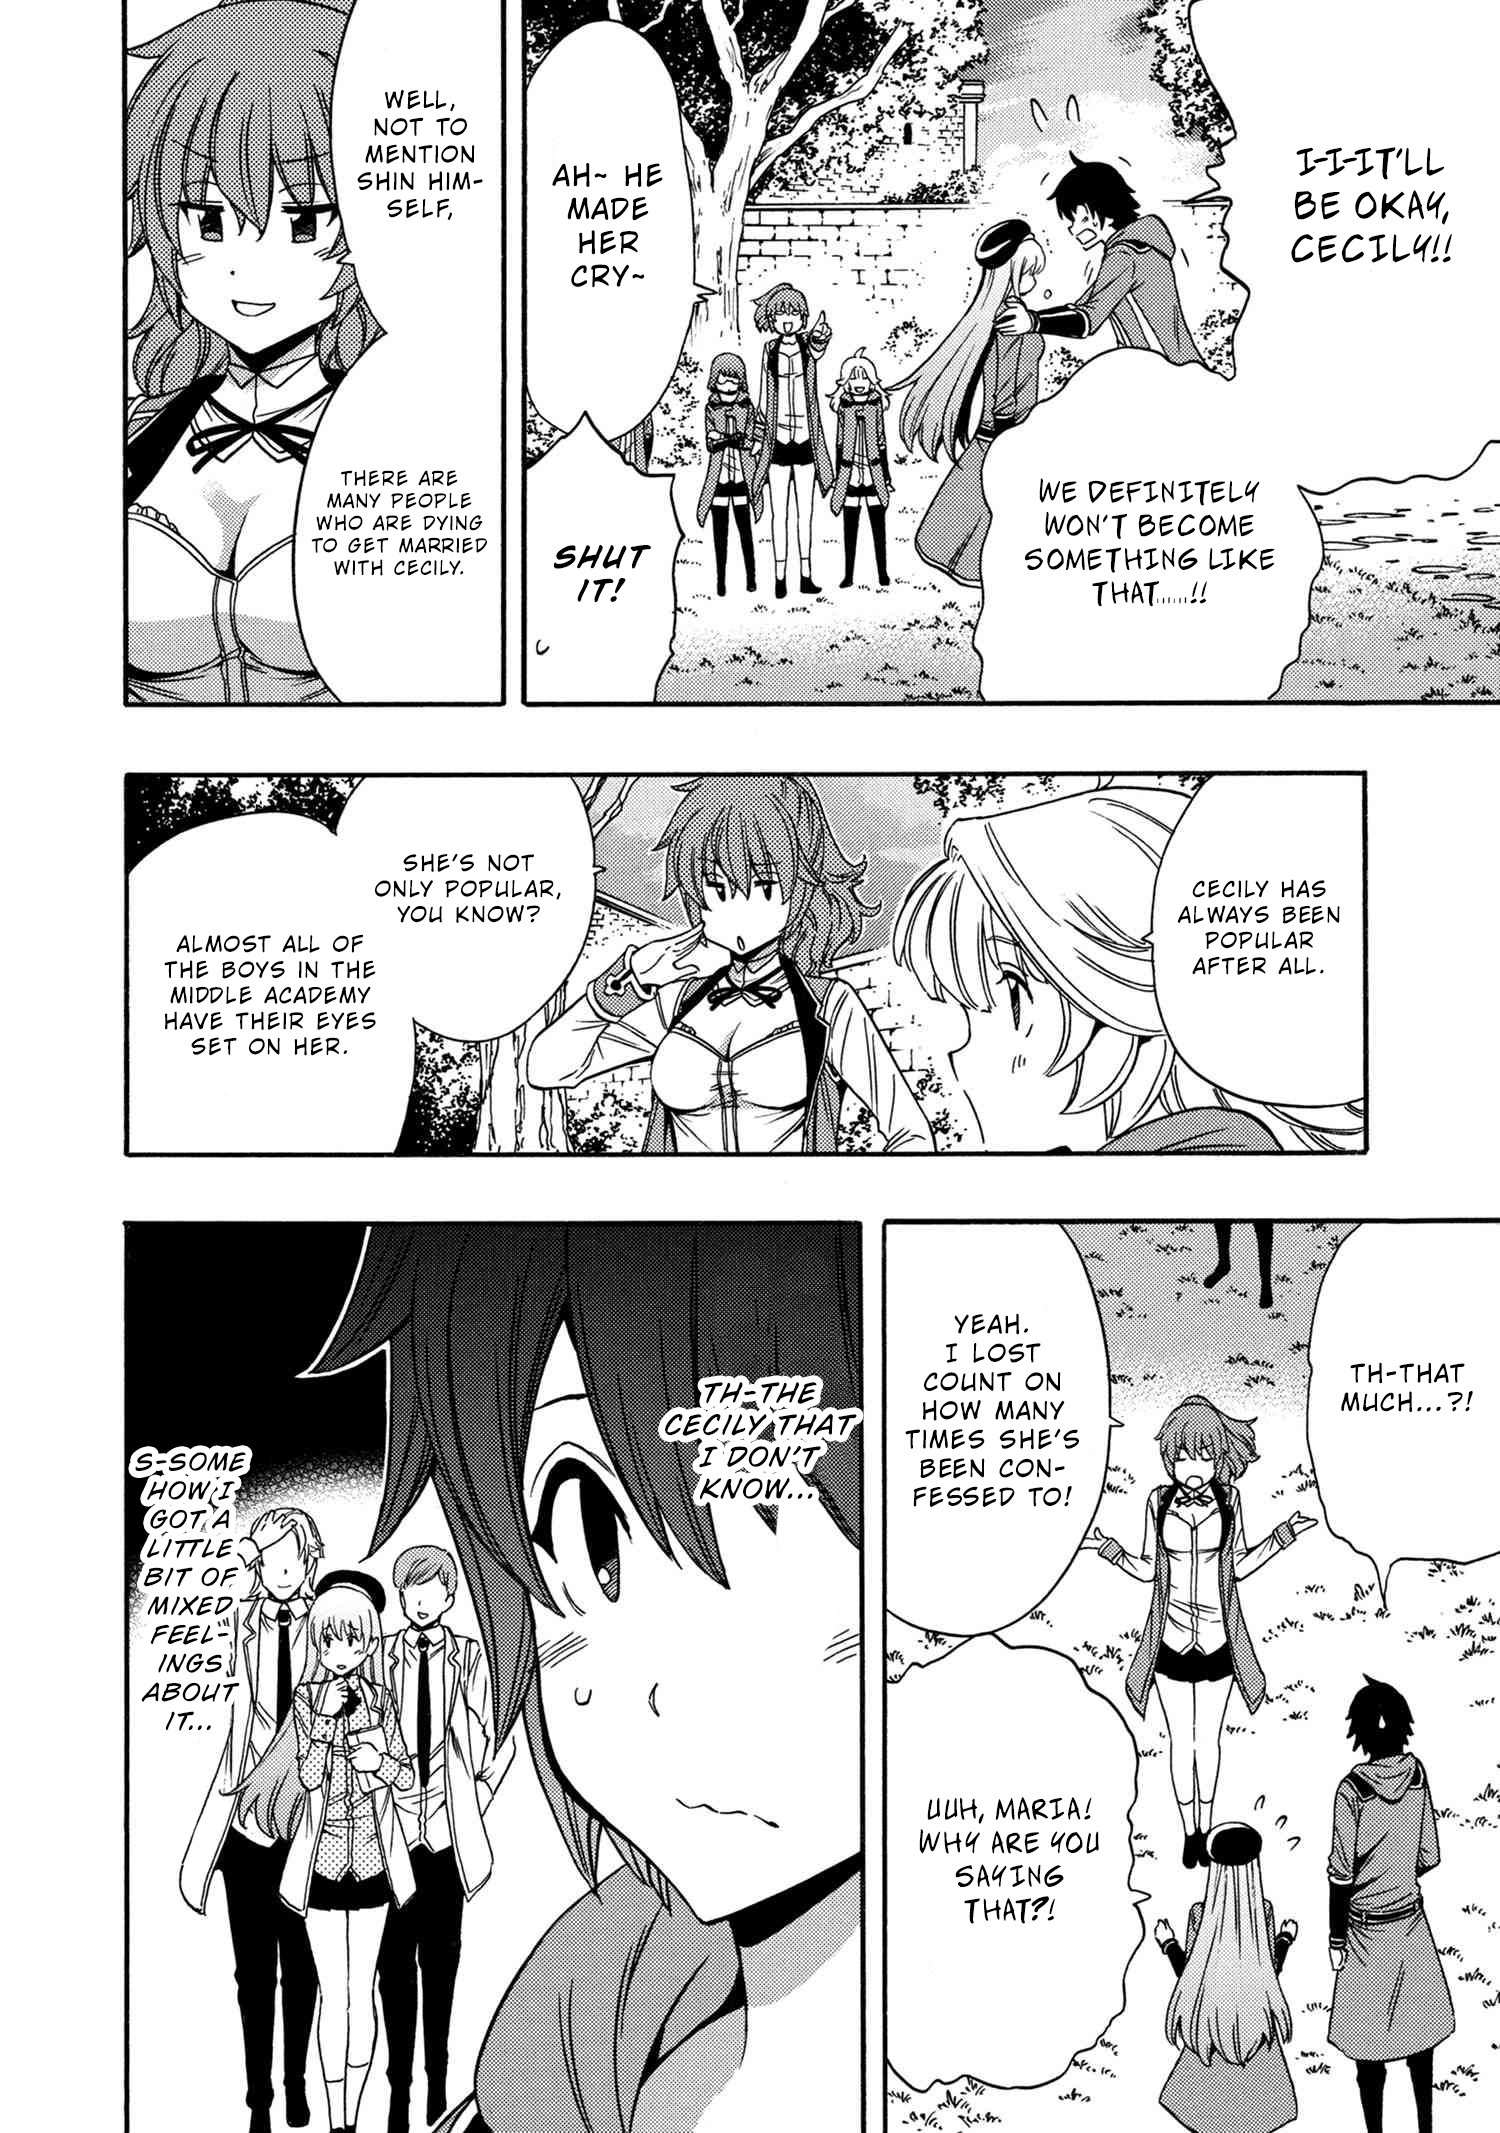 I-I-IT'LL
BE OKAY,
CECILY!!
WE DEFINITELY
WON'T BECOME
SOMETHING LIKE
THAT......!!
AH~ HE
MADE
HER
CRY~
SHUT
IT!
WELL,
NOT TO
MENTION
SHIN HIM-
SELF,
THERE ARE
MANY PEOPLE
WHO ARE DYING
TO GET MARRIED
WITH CECILY.
CECILY HAS
ALWAYS BEEN
POPULAR
AFTER ALL.
SHE'S NOT
ONLY POPULAR,
YOU KNOW?
ALMOST ALL OF
THE BOYS IN THE
MIDDLE ACADEMY
HAVE THEIR EYES
SET ON HER.
TH-THAT
MUCH...?!
YEAH.
I LOST
COUNT ON
HOW MANY
TIMES SHE'S
BEEN CON-
FESSED TO!
UUH, MARIA!
WHY ARE YOU
SAYING
THAT?!
TH-THE
CECILY THAT
I DON'T
KNOW...
S-SOME
HOW I
GOT A
LITTLE
BIT OF
MIXED
FEEL-
INGS
ABOUT
IT...